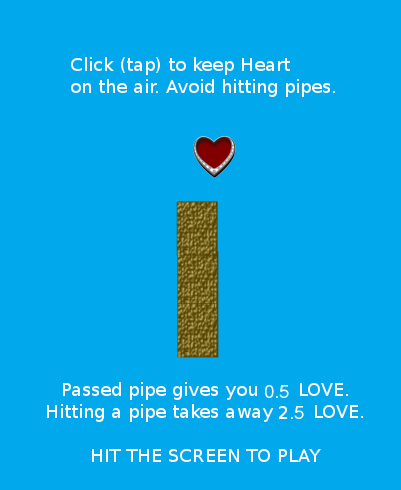 Click (tap) to keep Heart
on the air. Avoid hitting pipes.
Passed pipe gives you 0.5 LOVE.
Hitting a pipe takes away 2.5 LOVE.
HIT THE SCREEN TO PLAY